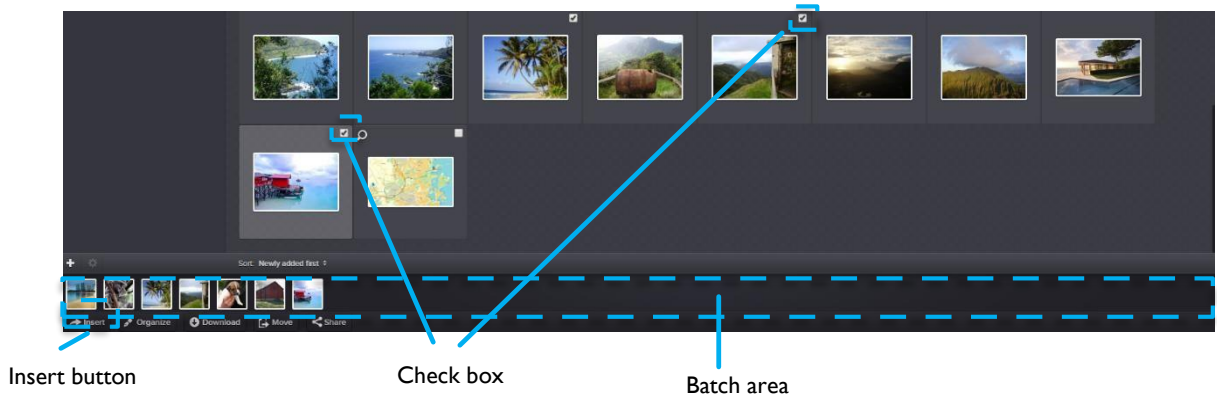 Sort: Newly added first
Insert Organize Download Move Share
Insert button
Check box
Batch area